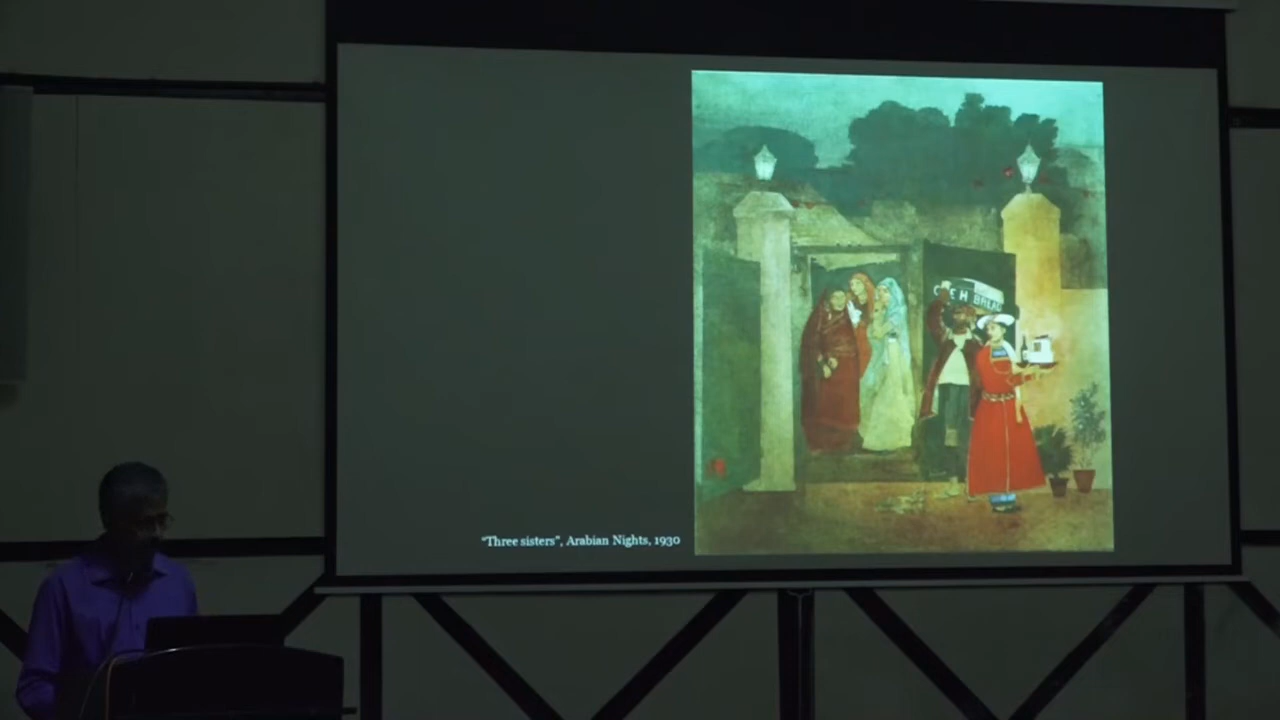 “Three sisters”, Arabian Nights, 1930